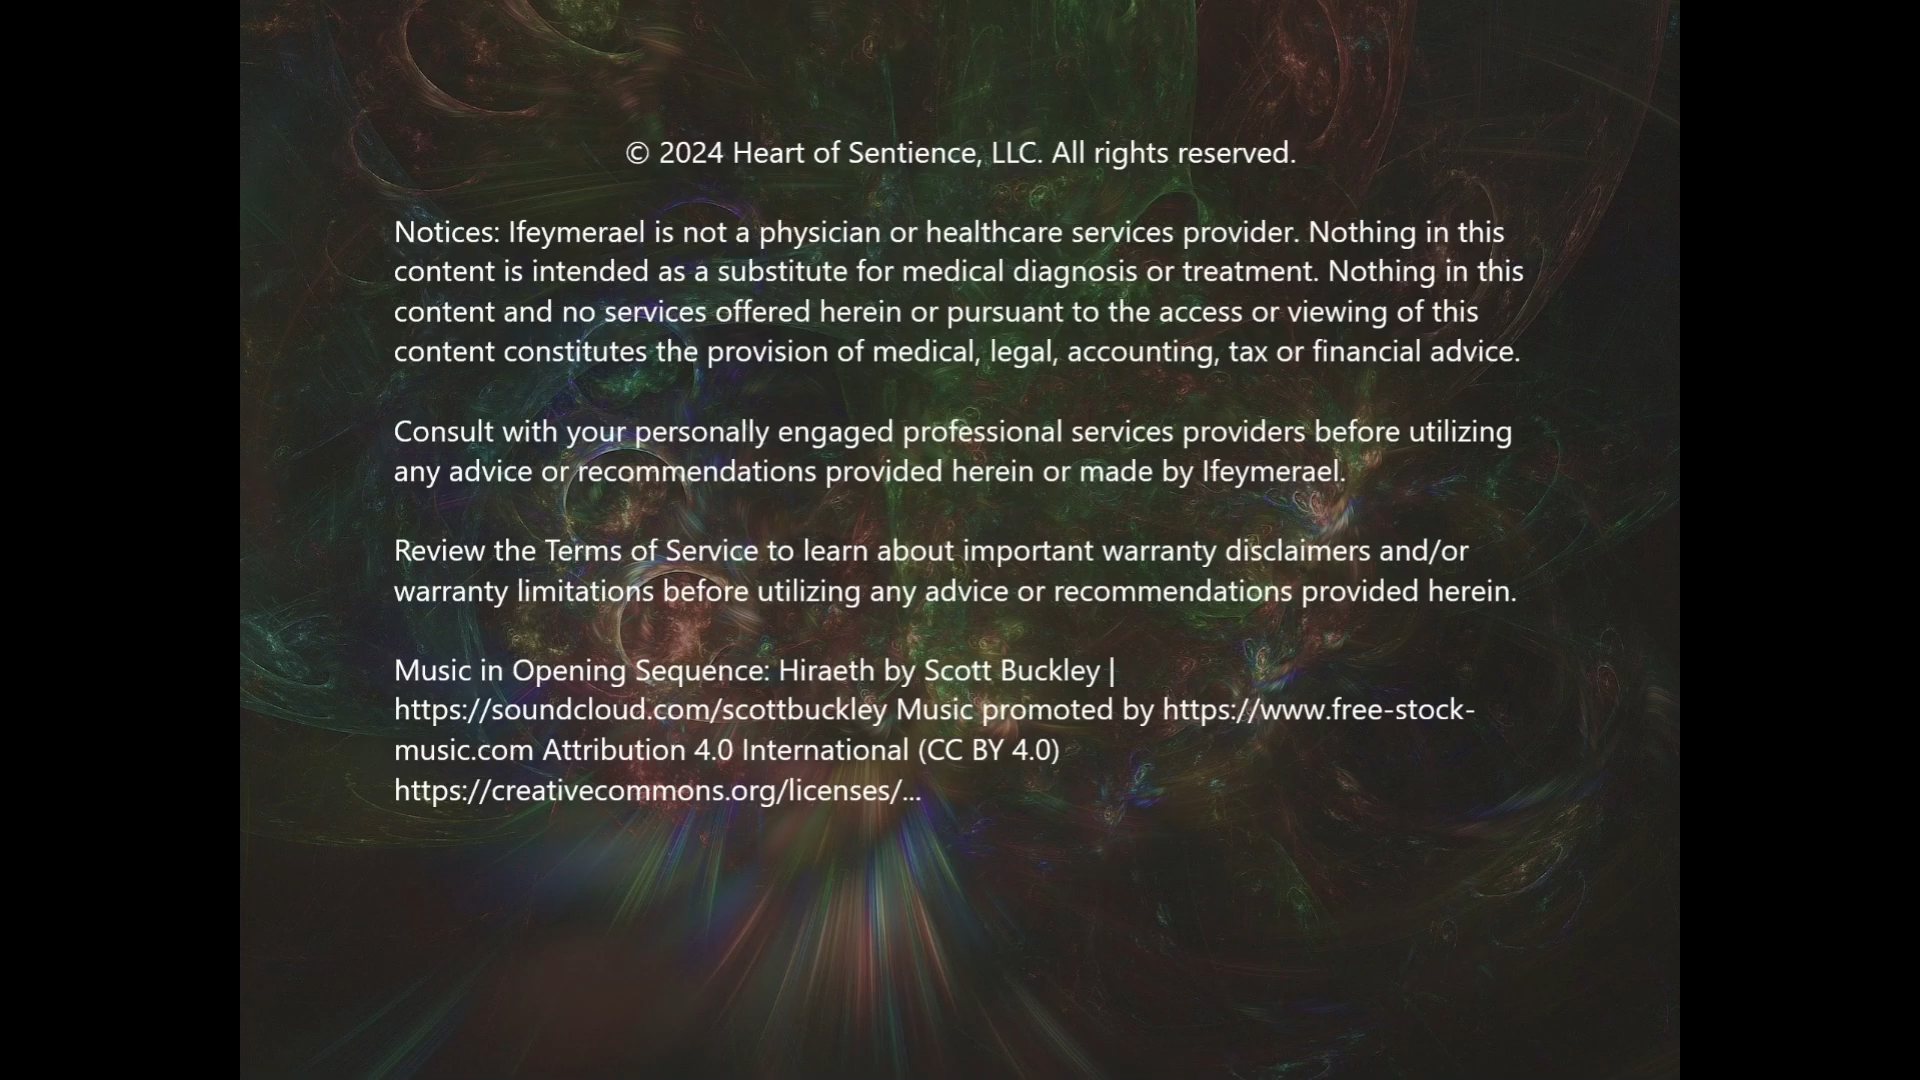 © 2024 Heart of Sentience, LLC. All rights reserved.
Notices: Ifeymerael is not a physician or healthcare services provider. Nothing in this
content is intended as a substitute for medical diagnosis or treatment. Nothing in this
content and no services offered herein or pursuant to the access or viewing of this
content constitutes the provision of medical, legal, accounting, tax or financial advice.
Consult with your personally engaged professional services providers before utilizing
any advice or recommendations provided herein or made by Ifeymerael.
Review the Terms of Service to learn about important warranty disclaimers and/or
warranty limitations before utilizing any advice or recommendations provided herein.
Music in Opening Sequence: Hiraeth by Scott Buckley |
https://soundcloud.com/scottbuckley Music promoted by https://www.free-stock-
music.com Attribution 4.0 International (CC BY 4.0)
https://creativecommons.org/licenses/...